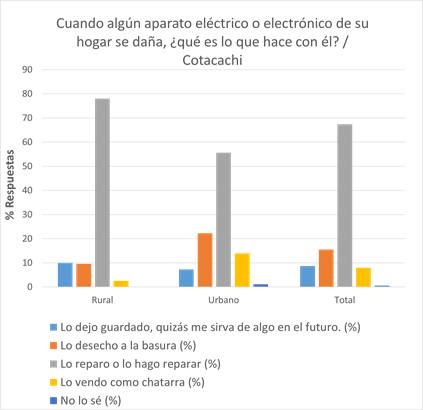 Cuando algún aparato eléctrico o electrónico de su
hogar se daña, ¿qué es lo que hace con él? /
Cotacachi
% Respuestas
90
80
70
60
50
40
30
20
10
0
Rural Urbano Total
Lo dejo guardado, quizás me sirva de algo en el futuro. (%)
Lo desecho a la basura (%)
Lo reparo o lo hago reparar (%)
Lo vendo como chatarra (%)
No lo sé (%)